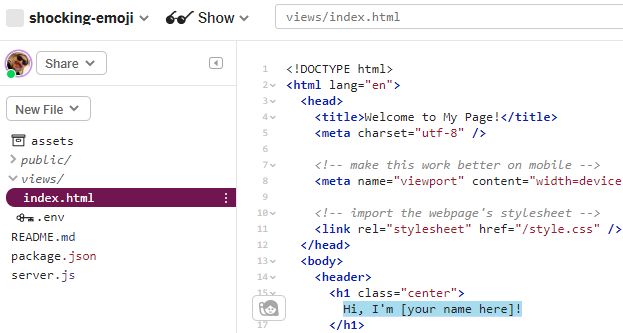 shocking-emoji
Show
views/index.html
Share
New File
assets
public/
views/
index.html
.env
README.md
package.json
server.js
1 <!DOCTYPE html>
2 <html lang="en">
3 <head>
4 <title>Welcome to My Page!</title>
5 <meta charset="utf-8" />
6
7 <!-- make this work better on mobile -->
8 <meta name="viewport" content="width=device
9
10 <!-- import the webpage's stylesheet -->
11 <link rel="stylesheet" href="/style.css" />
12 </head>
13 <body>
14 <header>
15 <h1 class="center">
Hi, I'm [your name here]!
17 </h1>